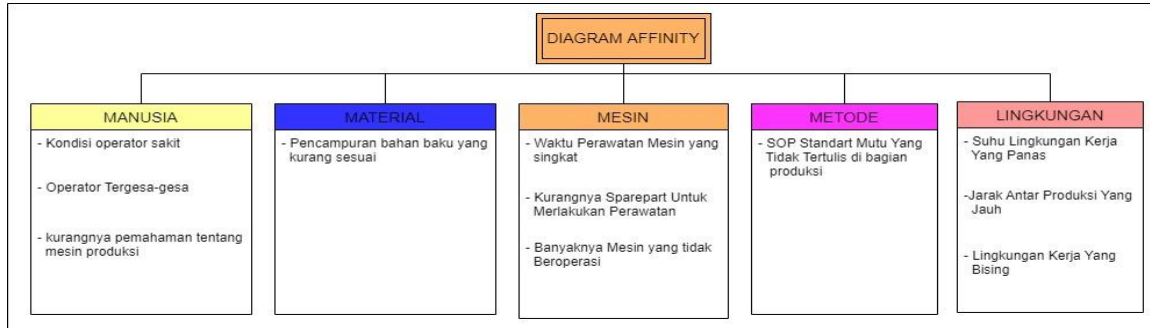 DIAGRAM AFFINITY
MANUSIA
- Kondisi operator sakit
- Operator Tergesa-gesa
- kurangnya pemahaman tentang
mesin produksi
MATERIAL
- Pencampuran bahan baku yang
kurang sesuai
MESIN
- Waktu Perawatan Mesin yang
singkat
- Kurangnya Sparepart Untuk
Merlakukan Perawatan
- Banyaknya Mesin yang tidak
Beroperasi
METODE
- SOP Standart Mutu Yang
Tidak Tertulis di bagian
produksi
LINGKUNGAN
- Suhu Lingkungan Kerja
Yang Panas
-Jarak Antar Produksi Yang
Jauh
- Lingkungan Kerja Yang
Bising